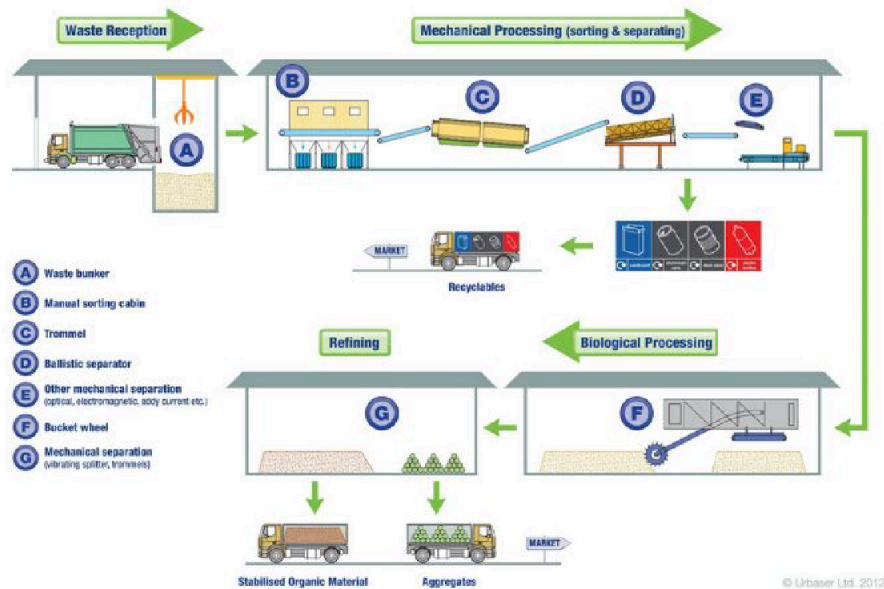 Waste Reception
Mechanical Processing (sorting & separating)
B
C
D
E
A
MARKET
Recyclables
A Waste bunker
B Manual sorting cabin
C Trommel
D Ballistic separator
E Other mechanical separation
(optical, electromagnetic, eddy current etc.)
F Bucket wheel
G Mechanical separation
(vibrating splitter, trommels)
Refining
Biological Processing
G
F
MARKET
Stabilised Organic Material
Aggregates
© Urbaser Ltd. 2012